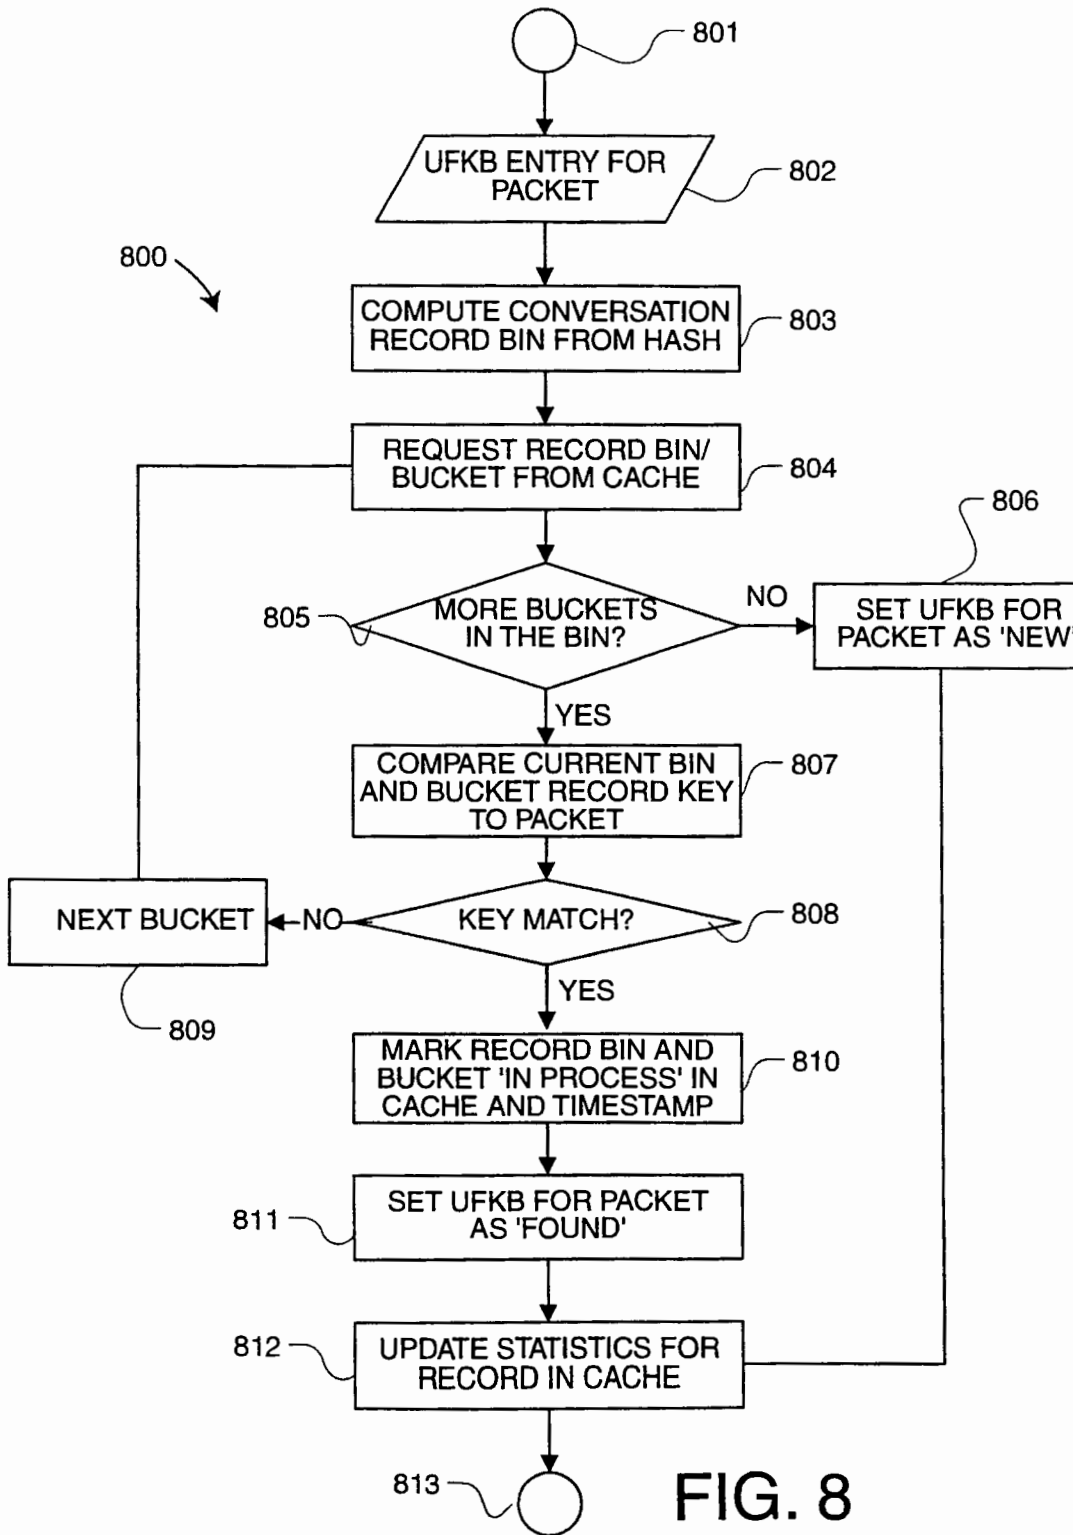 801
UFKB ENTRY FOR
PACKET
802
800
COMPUTE CONVERSATION
RECORD BIN FROM HASH
803
REQUEST RECORD BIN/
BUCKET FROM CACHE
804
806
805
MORE BUCKETS
IN THE BIN?
NO
SET UFKB FOR
PACKET AS 'NEW'
YES
COMPARE CURRENT BIN
AND BUCKET RECORD KEY
TO PACKET
807
NEXT BUCKET
NO
KEY MATCH?
808
809
YES
MARK RECORD BIN AND
BUCKET 'IN PROCESS' IN
CACHE AND TIMESTAMP
810
811
SET UFKB FOR PACKET
AS 'FOUND'
812
UPDATE STATISTICS FOR
RECORD IN CACHE
813
FIG. 8